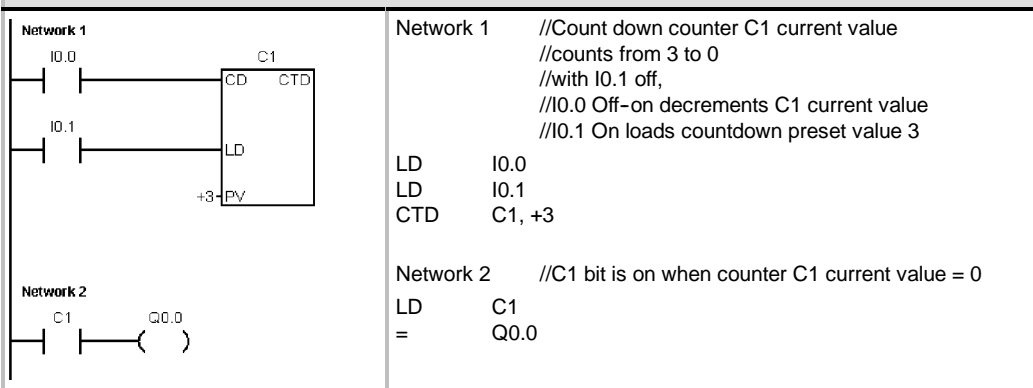 Network 1
I0.0
C1
CD CTD
I0.1
LD
+3 PV
Network 2
C1 Q0.0
Network 1 //Count down counter C1 current value
//counts from 3 to 0
//with I0.1 off,
//I0.0 Off-on decrements C1 current value
//I0.1 On loads countdown preset value 3
LD I0.0
LD I0.1
CTD C1, +3
Network 2 //C1 bit is on when counter C1 current value = 0
LD C1
= Q0.0